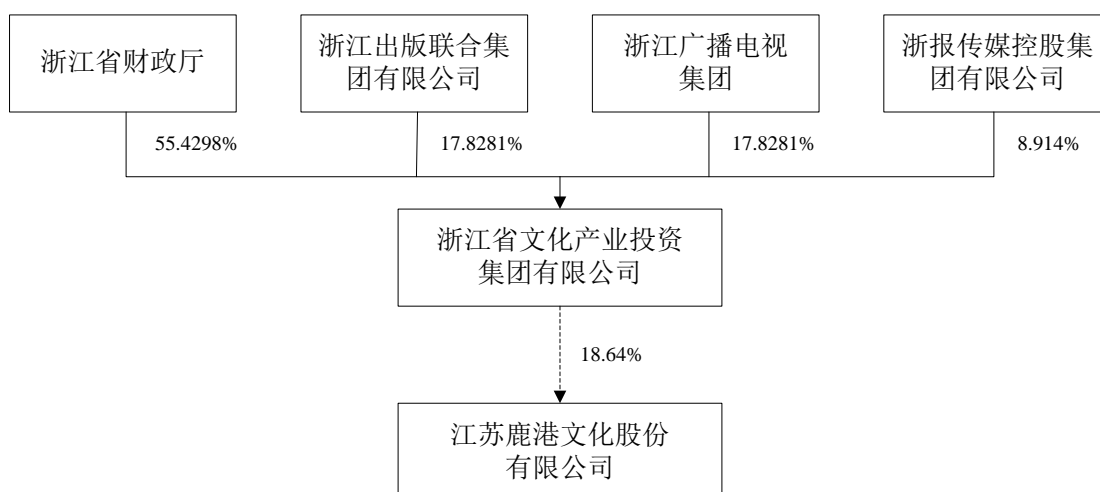 浙江省财政厅
浙江出版联合集
团有限公司
浙江广播电视
集团
浙报传媒控股集
团有限公司
55.4298%
17.8281%
17.8281%
8.914%
浙江省文化产业投资
集团有限公司
18.64%
江苏鹿港文化股份
有限公司